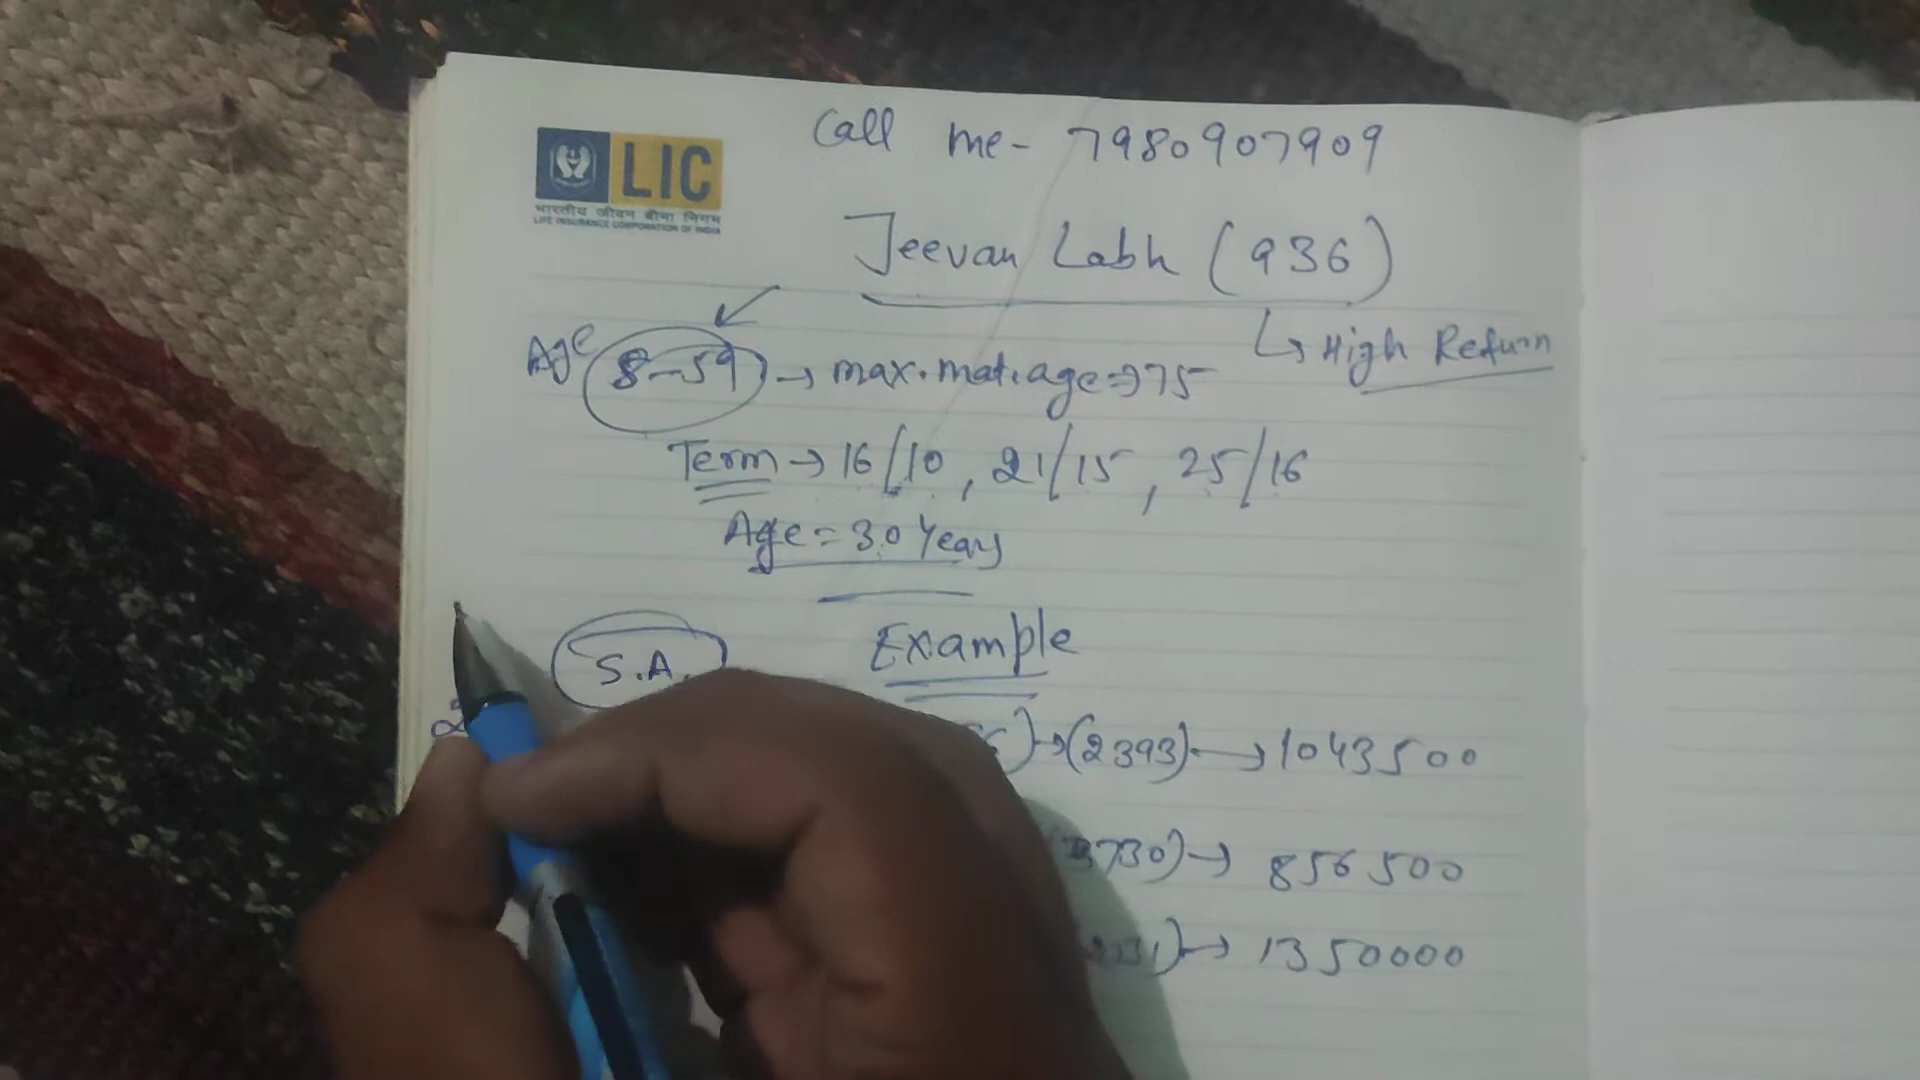 Call me- 7980907909
LIC
भारतीय जीवन बीमा निगम
LIFE INSURANCE CORPORATION OF INDIA
Jeevan Labh (936)
↳ High Return
Age 8-59 → max.mat.age⇒75
Term → 16/10, 21/15, 25/16
Age = 30 Years
Example
S.A.
) → (2393) → 1043500
3730) → 856500
131) → 1350000